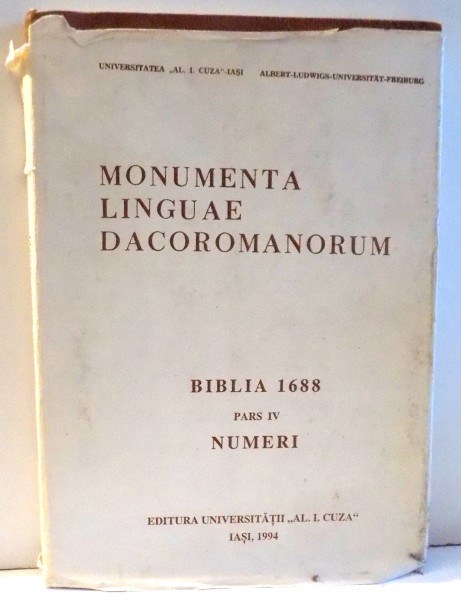 UNIVERSITATEA „AL. I. CUZA“-IAŞI ALBERT-LUDWIGS-UNIVERSITÄT-FREIBURG
MONUMENTA
LINGUAE
DACOROMANORUM
BIBLIA 1688
PARS IV
NUMERI
EDITURA UNIVERSITĂŢII „AL. I. CUZA“
IAŞI, 1994